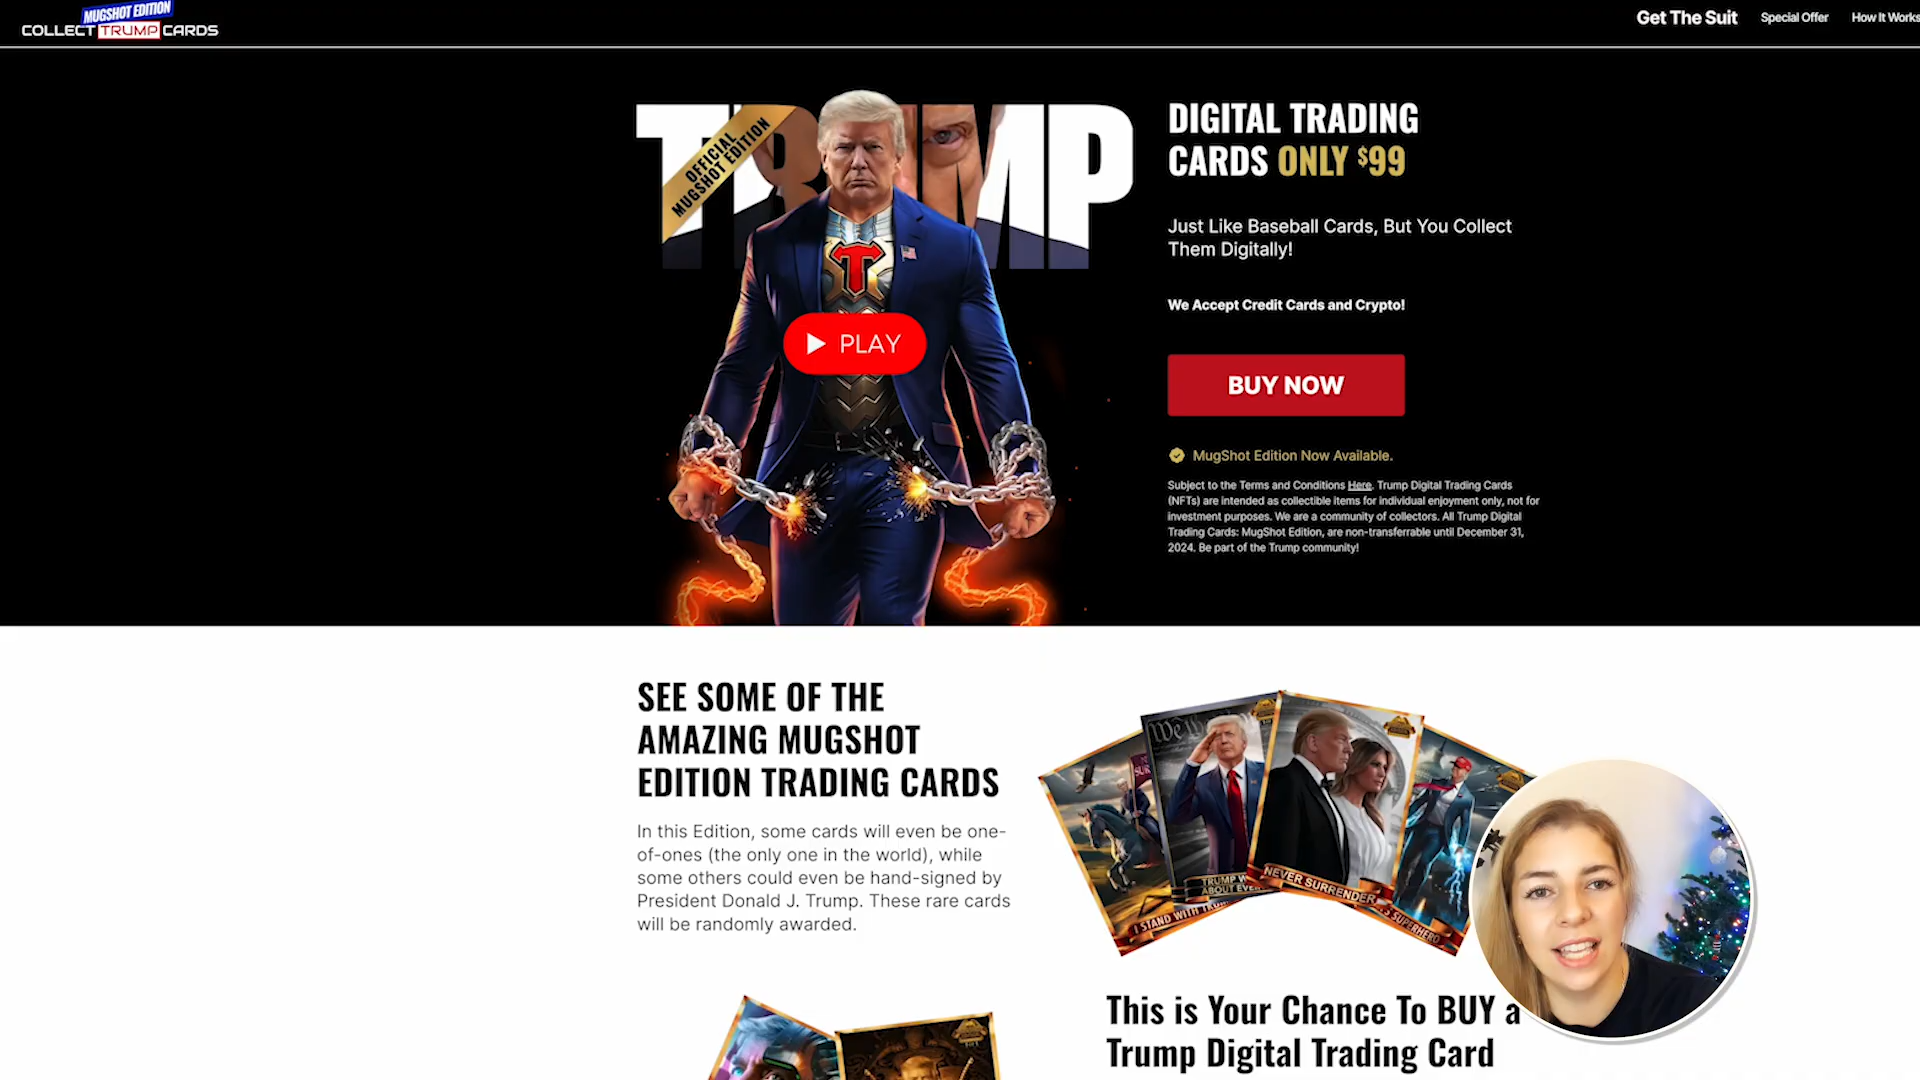 MUGSHOT EDITION
COLLECT TRUMP CARDS
Get The Suit
Special Offer
How It Works
TRUMP
OFFICIAL
MUGSHOT EDITION
T
PLAY
DIGITAL TRADING
CARDS ONLY $99
Just Like Baseball Cards, But You Collect
Them Digitally!
We Accept Credit Cards and Crypto!
BUY NOW
MugShot Edition Now Available.
Subject to the Terms and Conditions Here. Trump Digital Trading Cards
(NFTs) are intended as collectible items for individual enjoyment only, not for
investment purposes. We are a community of collectors. All Trump Digital
Trading Cards: MugShot Edition, are non-transferrable until December 31,
2024. Be part of the Trump community!
SEE SOME OF THE
AMAZING MUGSHOT
EDITION TRADING CARDS
In this Edition, some cards will even be one-
of-ones (the only one in the world), while
some others could even be hand-signed by
President Donald J. Trump. These rare cards
will be randomly awarded.
We
TRUMP
NEVER SURRENDER
I STAND WITH
SUPERHERO
This is Your Chance To BUY a
Trump Digital Trading Card